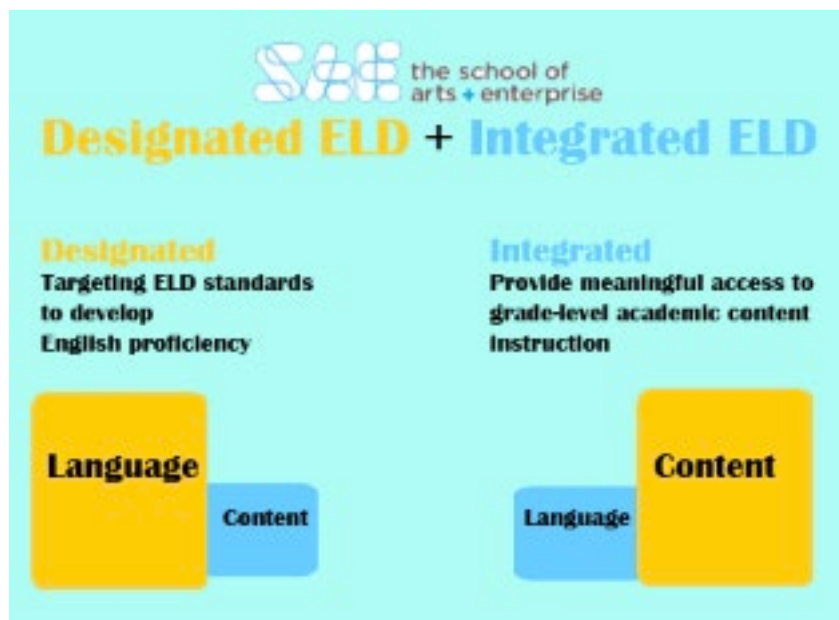 SAE the school of
arts + enterprise
Designated ELD + Integrated ELD
Designated
Targeting ELD standards
to develop
English proficiency
Integrated
Provide meaningful access to
grade-level academic content
instruction
Language
Content
Language
Content